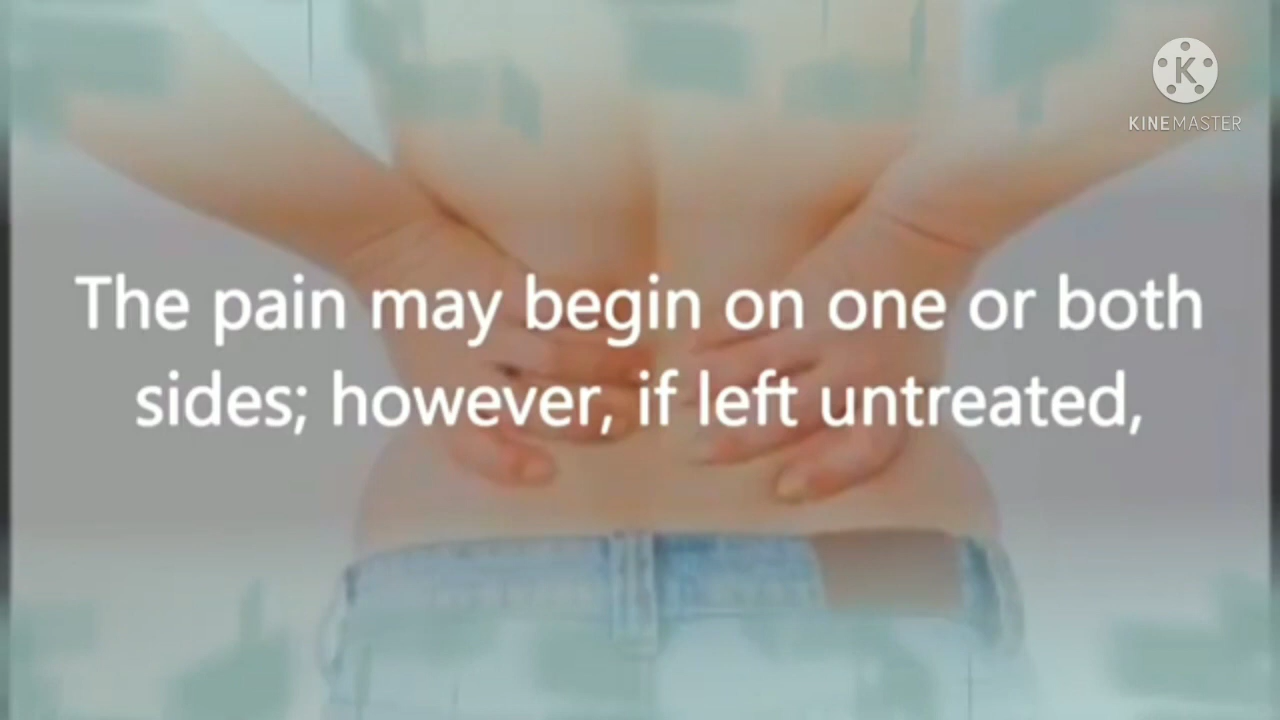 KINEMASTER
The pain may begin on one or both
sides; however, if left untreated,